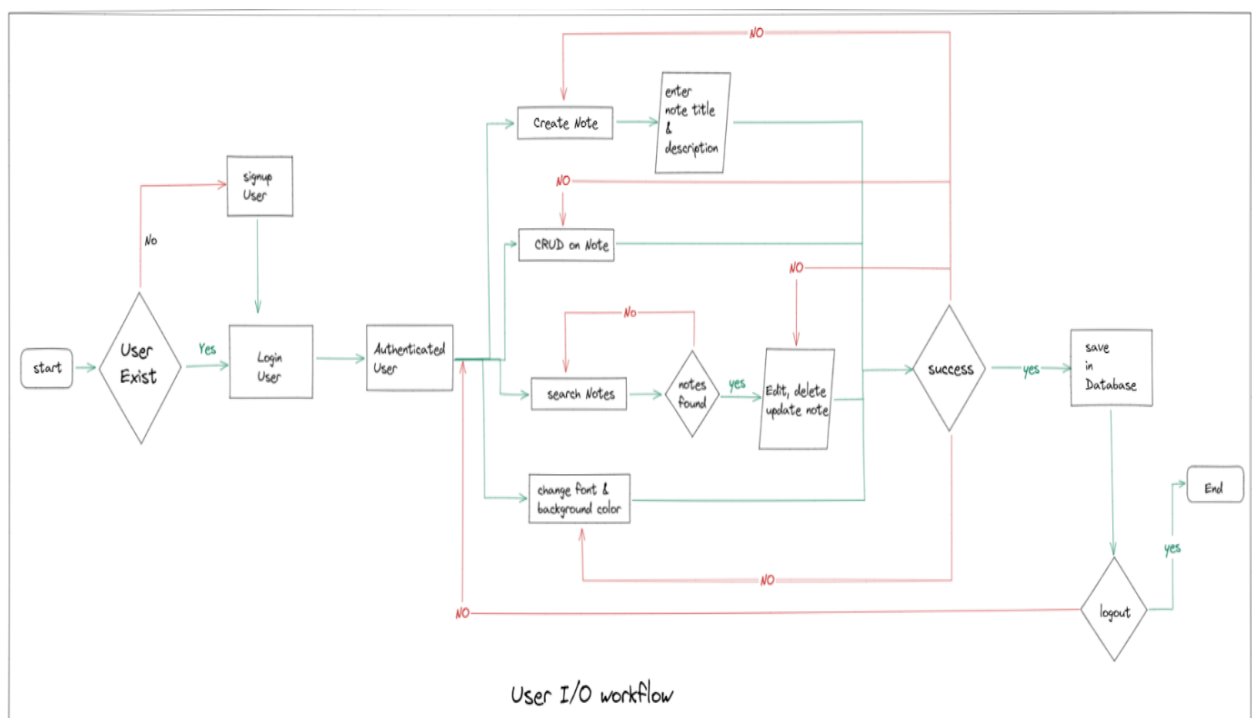 NO
enter
note title
&
description
Create Note
signup
User
NO
No
CRUD on Note
NO
No
start
User
Exist
Yes
Login
User
Authenticated
User
search Notes
notes
found
yes
Edit, delete
update note
success
yes
save
in
Database
change font &
background color
End
yes
NO
NO
logout
User I/O workflow